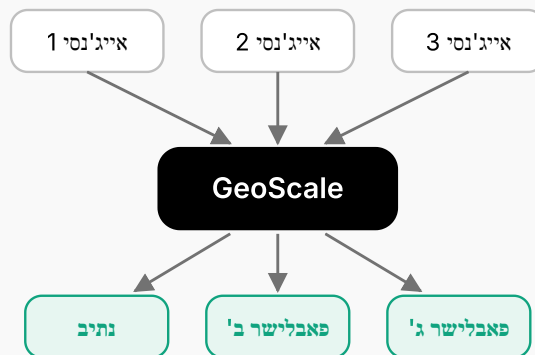 אייג'נסי 1
אייג'נסי 2
אייג'נסי 3
GeoScale
נתיב
פאבלישר ב'
פאבלישר ג'